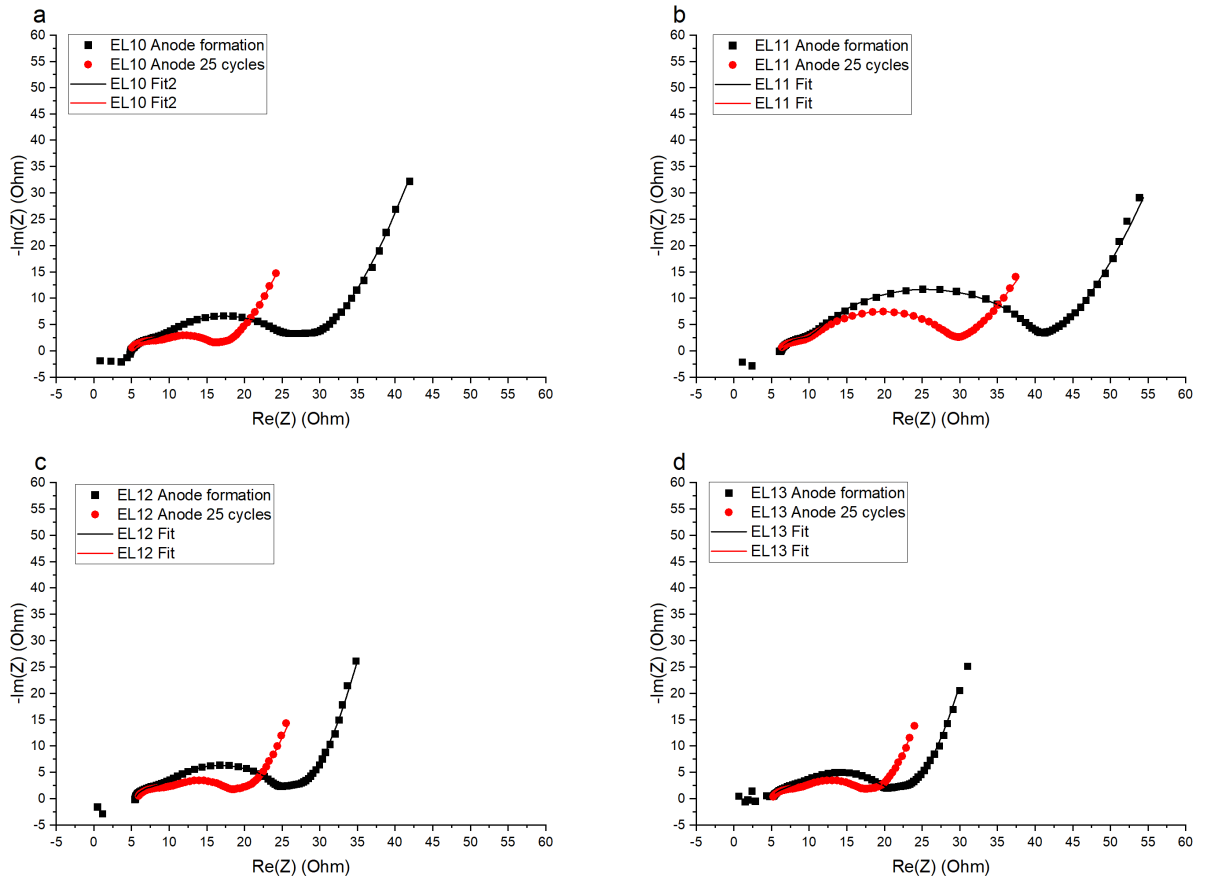 a
EL10 Anode formation
EL10 Anode 25 cycles
EL10 Fit2
EL10 Fit2
60
55
50
45
40
35
30
25
20
15
10
5
0
-5
-Im(Z) (Ohm)
-5 0 5 10 15 20 25 30 35 40 45 50 55 60
Re(Z) (Ohm)
b
EL11 Anode formation
EL11 Anode 25 cycles
EL11 Fit
EL11 Fit
60
55
50
45
40
35
30
25
20
15
10
5
0
-5
-Im(Z) (Ohm)
-5 0 5 10 15 20 25 30 35 40 45 50 55 60
Re(Z) (Ohm)
c
EL12 Anode formation
EL12 Anode 25 cycles
EL12 Fit
EL12 Fit
60
55
50
45
40
35
30
25
20
15
10
5
0
-5
-Im(Z) (Ohm)
-5 0 5 10 15 20 25 30 35 40 45 50 55 60
Re(Z) (Ohm)
d
EL13 Anode formation
EL13 Anode 25 cycles
EL13 Fit
EL13 Fit
60
55
50
45
40
35
30
25
20
15
10
5
0
-5
-Im(Z) (Ohm)
-5 0 5 10 15 20 25 30 35 40 45 50 55 60
Re(Z) (Ohm)